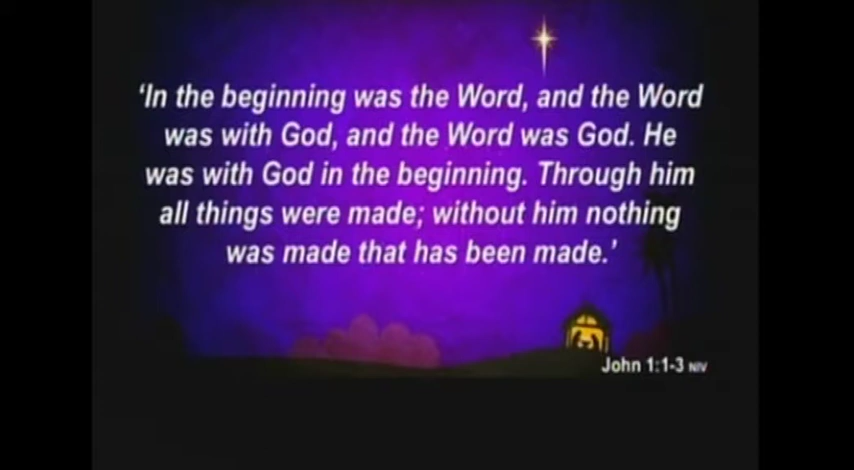 ‘In the beginning was the Word, and the Word
was with God, and the Word was God. He
was with God in the beginning. Through him
all things were made; without him nothing
was made that has been made.’
John 1:1-3 NIV